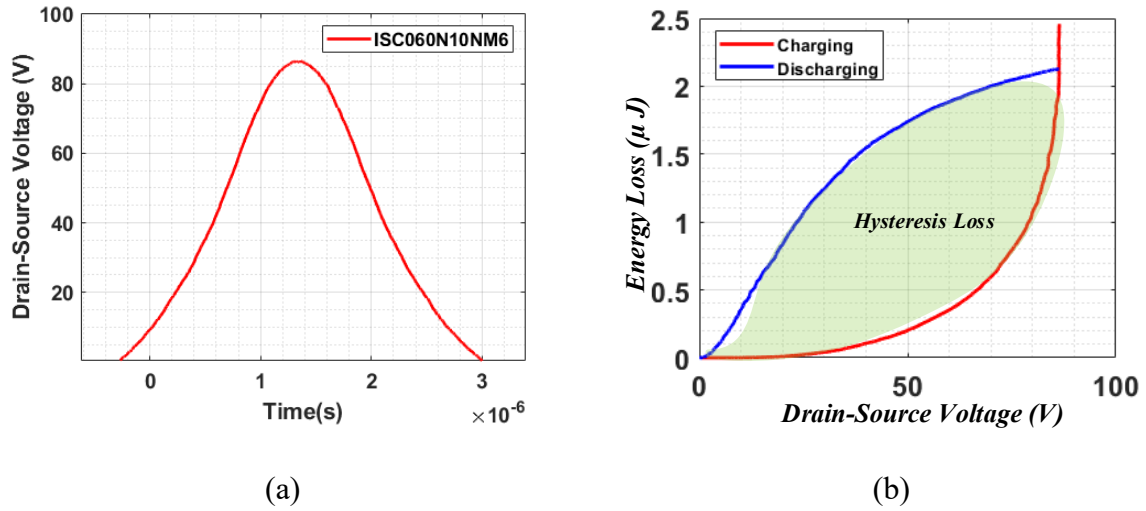 Drain-Source Voltage (V)
100
80
60
40
20
ISC060N10NM6
0
1
2
3
Time(s)
×10⁻⁶
(a)
Energy Loss (μ J)
2.5
2
1.5
1
0.5
0
Charging
Discharging
Hysteresis Loss
0
50
100
Drain-Source Voltage (V)
(b)